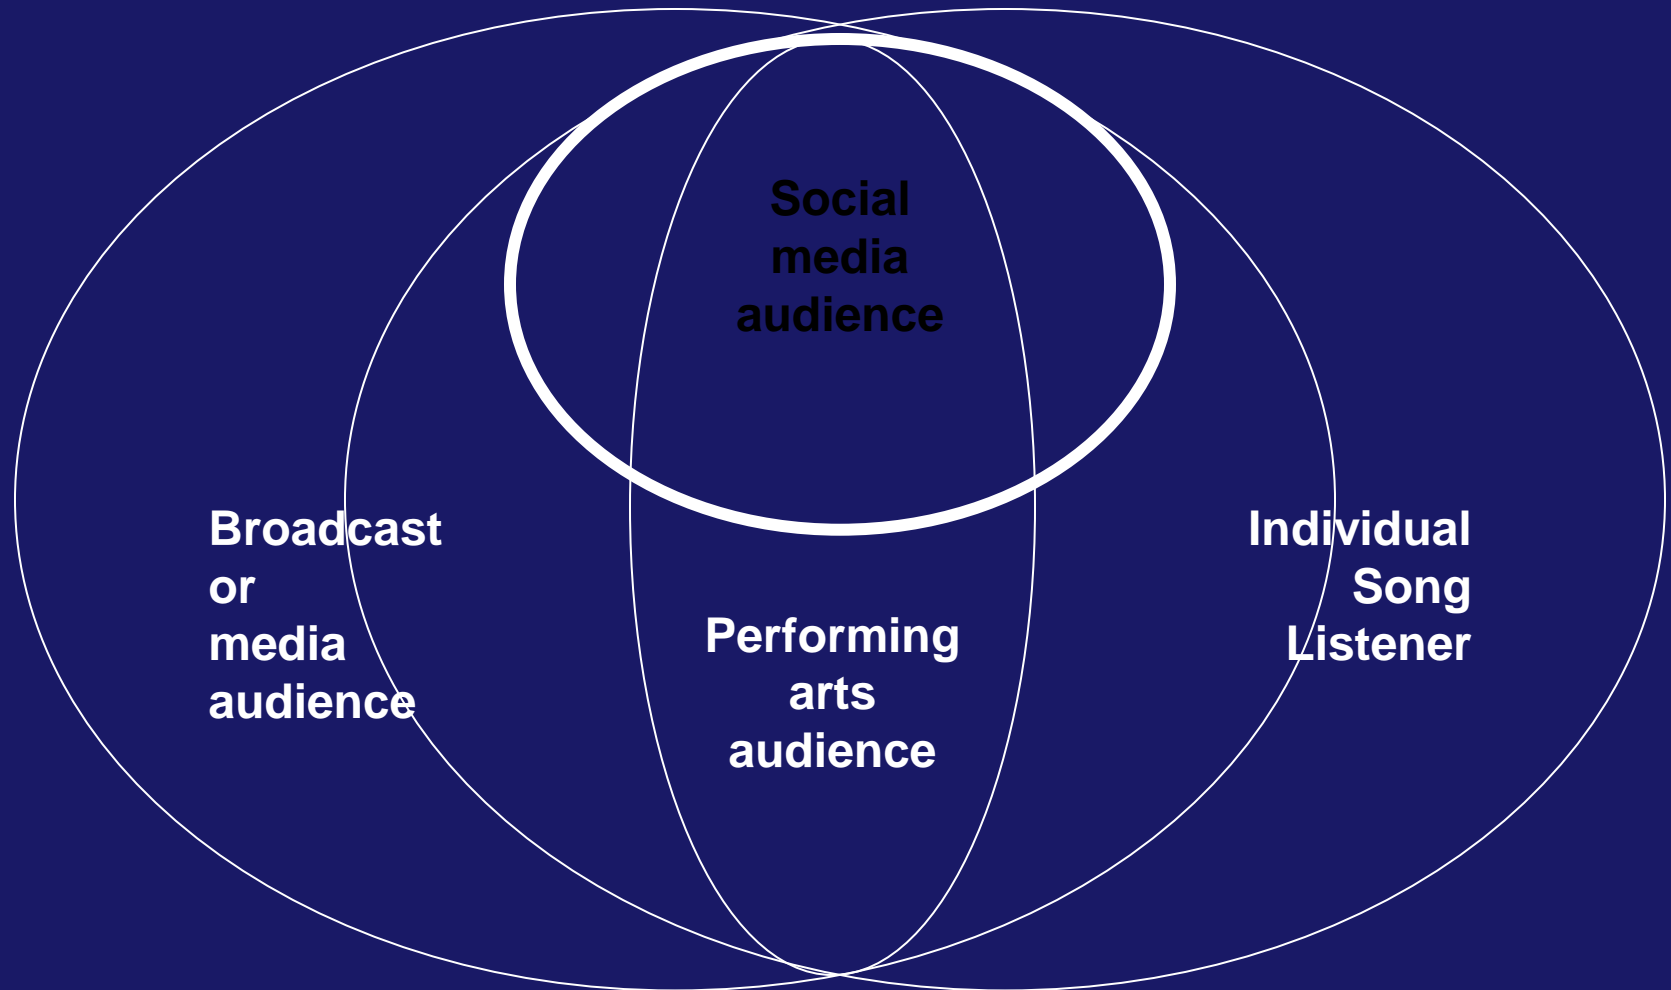 Social
media
audience
Broadcast
or
media
audience
Performing
arts
audience
Individual
Song
Listener